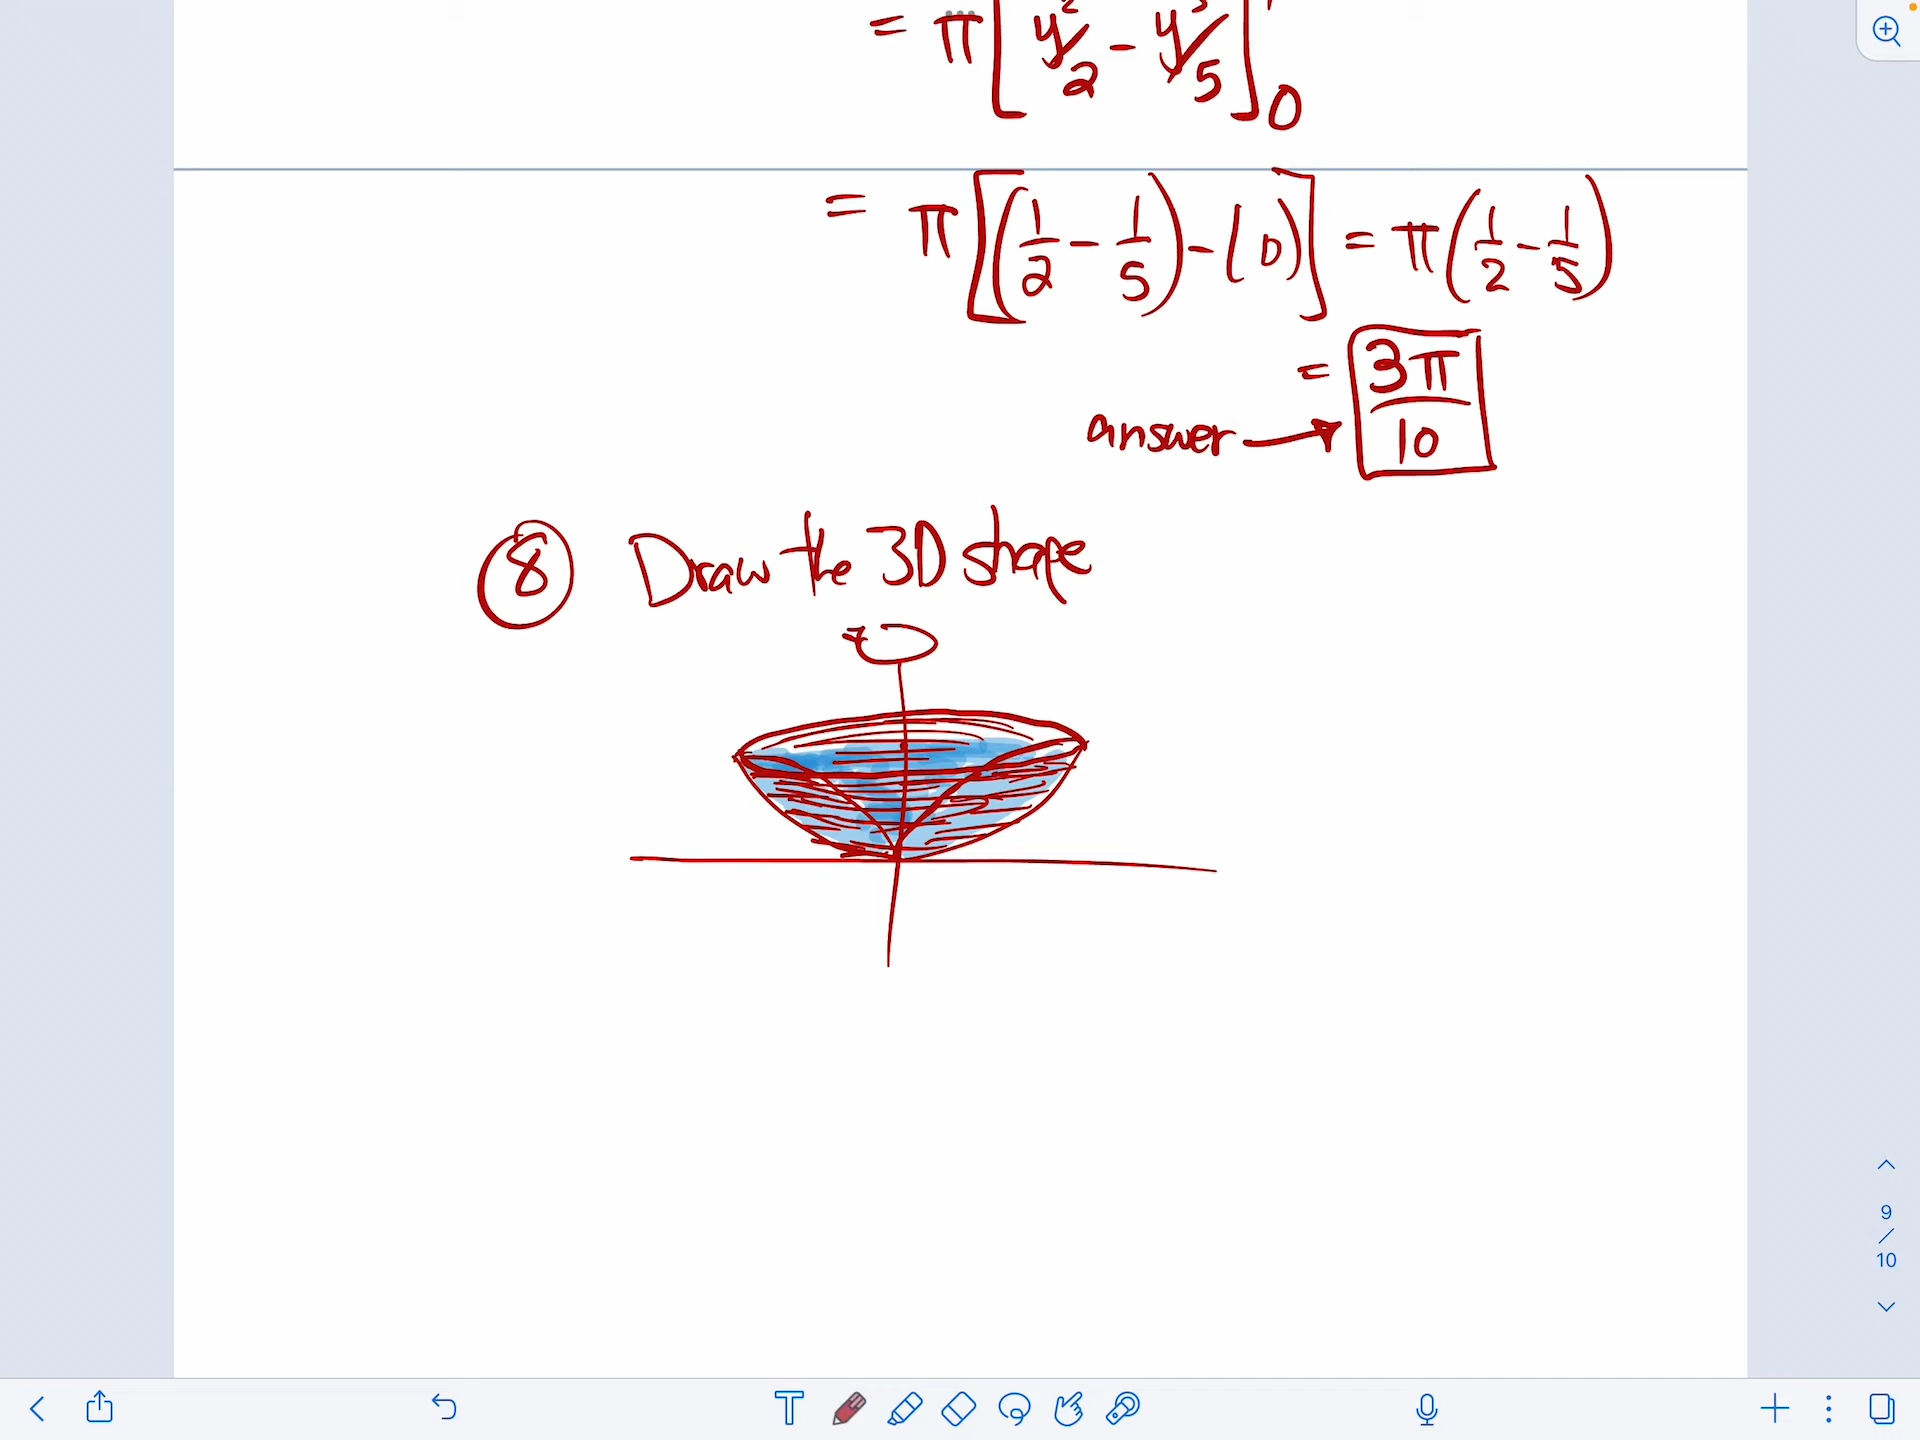 = π[y²/2 - y⁵/5]₀
= π[(1/2 - 1/5) - (0)] = π(1/2 - 1/5)
= 3π/10
answer →
8 Draw the 3D shape
9
/
10
T